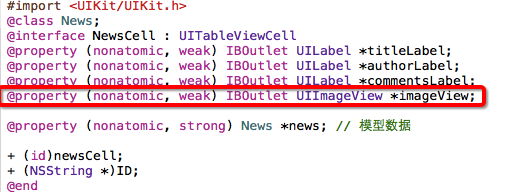 #import <UIKit/UIKit.h>
@class News;
@interface NewsCell : UITableViewCell
@property (nonatomic, weak) IBOutlet UILabel *titleLabel;
@property (nonatomic, weak) IBOutlet UILabel *authorLabel;
@property (nonatomic, weak) IBOutlet UILabel *commentsLabel;
@property (nonatomic, weak) IBOutlet UIImageView *imageView;
@property (nonatomic, strong) News *news; // 模型数据
+ (id)newsCell;
+ (NSString *)ID;
@end